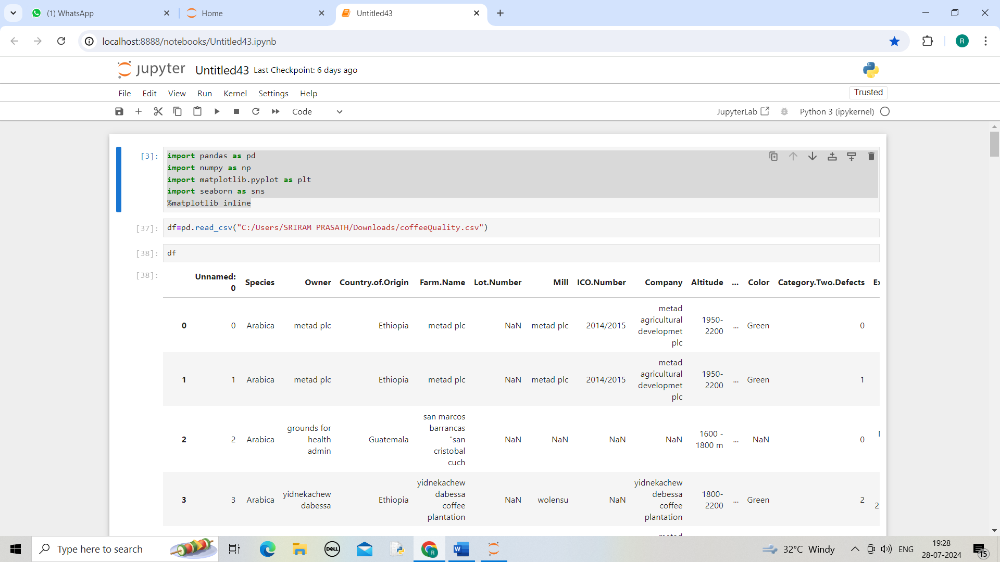 (1) WhatsApp
Home
Untitled43
localhost:8888/notebooks/Untitled43.ipynb
R
jupyter Untitled43 Last Checkpoint: 6 days ago
File Edit View Run Kernel Settings Help
Trusted
Code
JupyterLab
Python 3 (ipykernel)
[3]:
import pandas as pd
import numpy as np
import matplotlib.pyplot as plt
import seaborn as sns
%matplotlib inline
[37]: df=pd.read_csv("C:/Users/SRIRAM PRASATH/Downloads/coffeeQuality.csv")
[38]: df
[38]:
Unnamed: 0 Species Owner Country.of.Origin Farm.Name Lot.Number Mill ICO.Number Company Altitude ... Color Category.Two.Defects
0 0 Arabica metad plc Ethiopia metad plc NaN metad plc 2014/2015 metad agricultural developmet plc 1950-2200 ... Green 0
1 1 Arabica metad plc Ethiopia metad plc NaN metad plc 2014/2015 metad agricultural developmet plc 1950-2200 ... Green 1
2 2 Arabica grounds for health admin Guatemala san marcos barrancas "san cristobal cuch NaN NaN NaN NaN 1600 - 1800 m ... NaN 0
3 3 Arabica yidnekachew dabessa Ethiopia yidnekachew dabessa coffee plantation NaN wolensu NaN yidnekachew debessa coffee plantation 1800-2200 ... Green 2 2
Type here to search
DELL
R
W
32°C Windy
ENG
19:28
28-07-2024
15